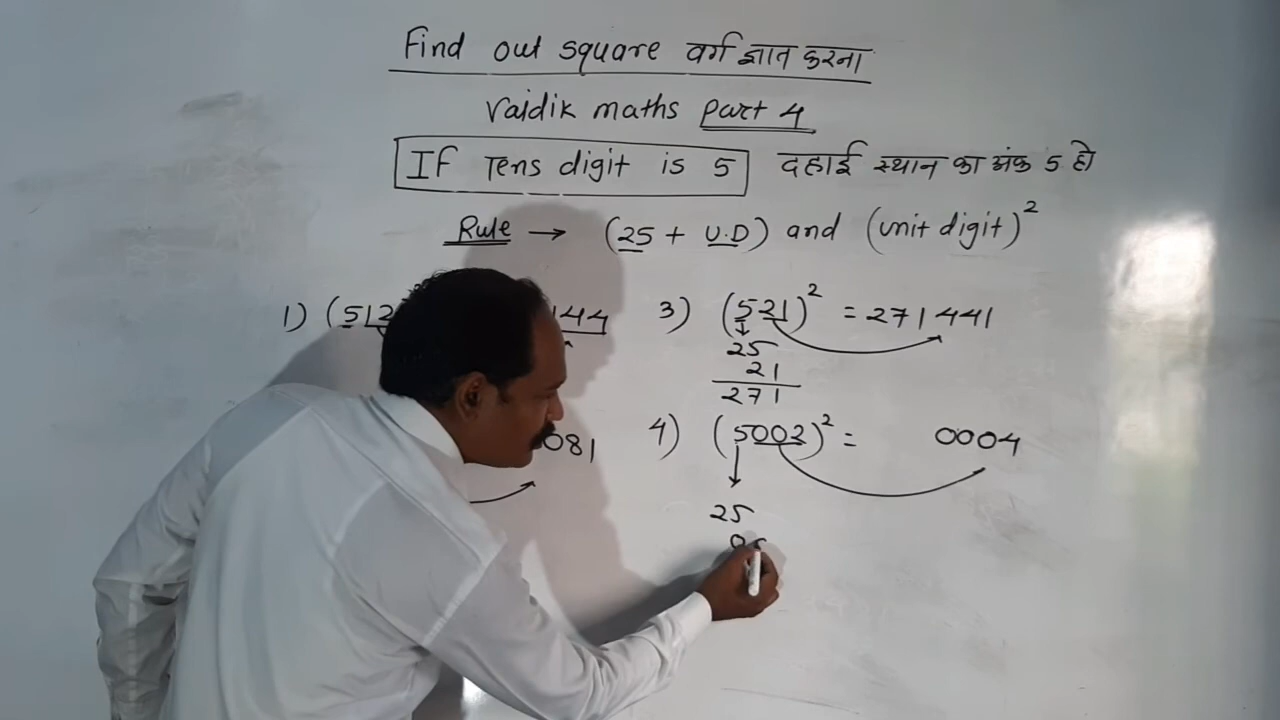 Find out square वर्ग ज्ञात करना
Vaidik maths Part 4
If Tens digit is 5 दहाई स्थान का अंक 5 हो
Rule → (25 + U.D) and (unit digit)²
1) (512 144
3) (521)² = 271441
25
21
271
081
4) (5002)² = 0004
25